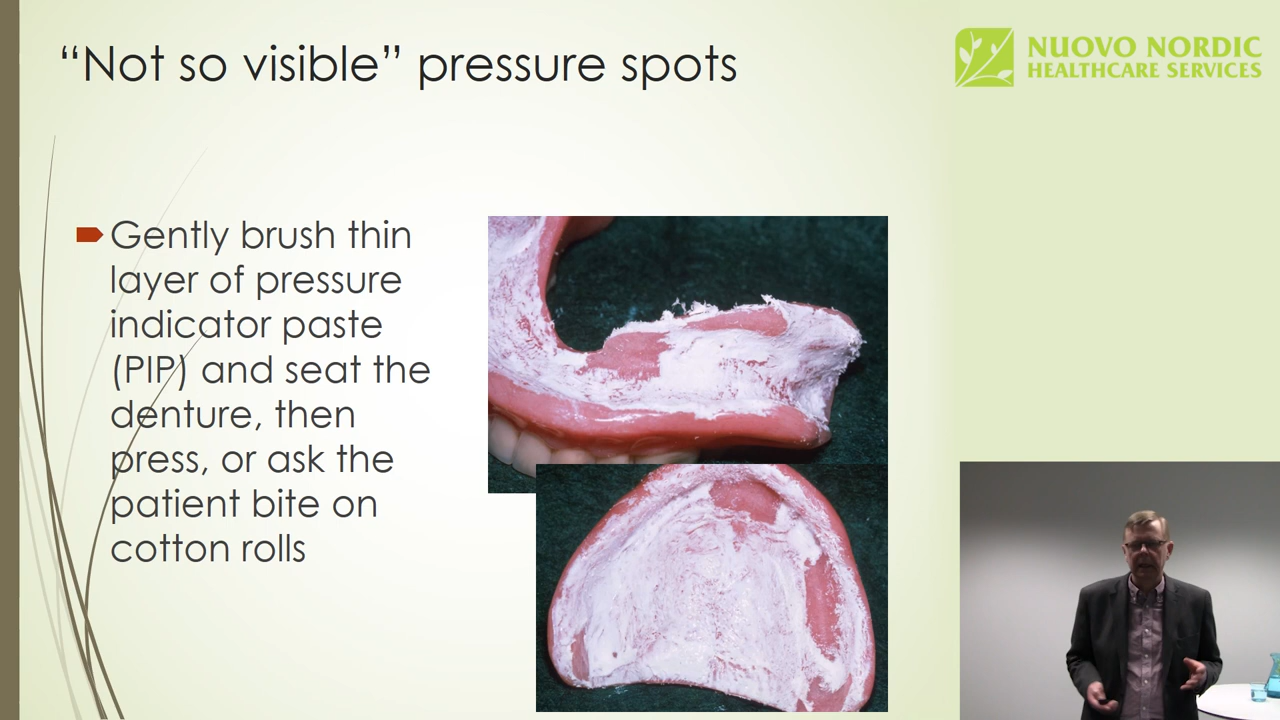 “Not so visible” pressure spots
NUOVO NORDIC
HEALTHCARE SERVICES
Gently brush thin
layer of pressure
indicator paste
(PIP) and seat the
denture, then
press, or ask the
patient bite on
cotton rolls